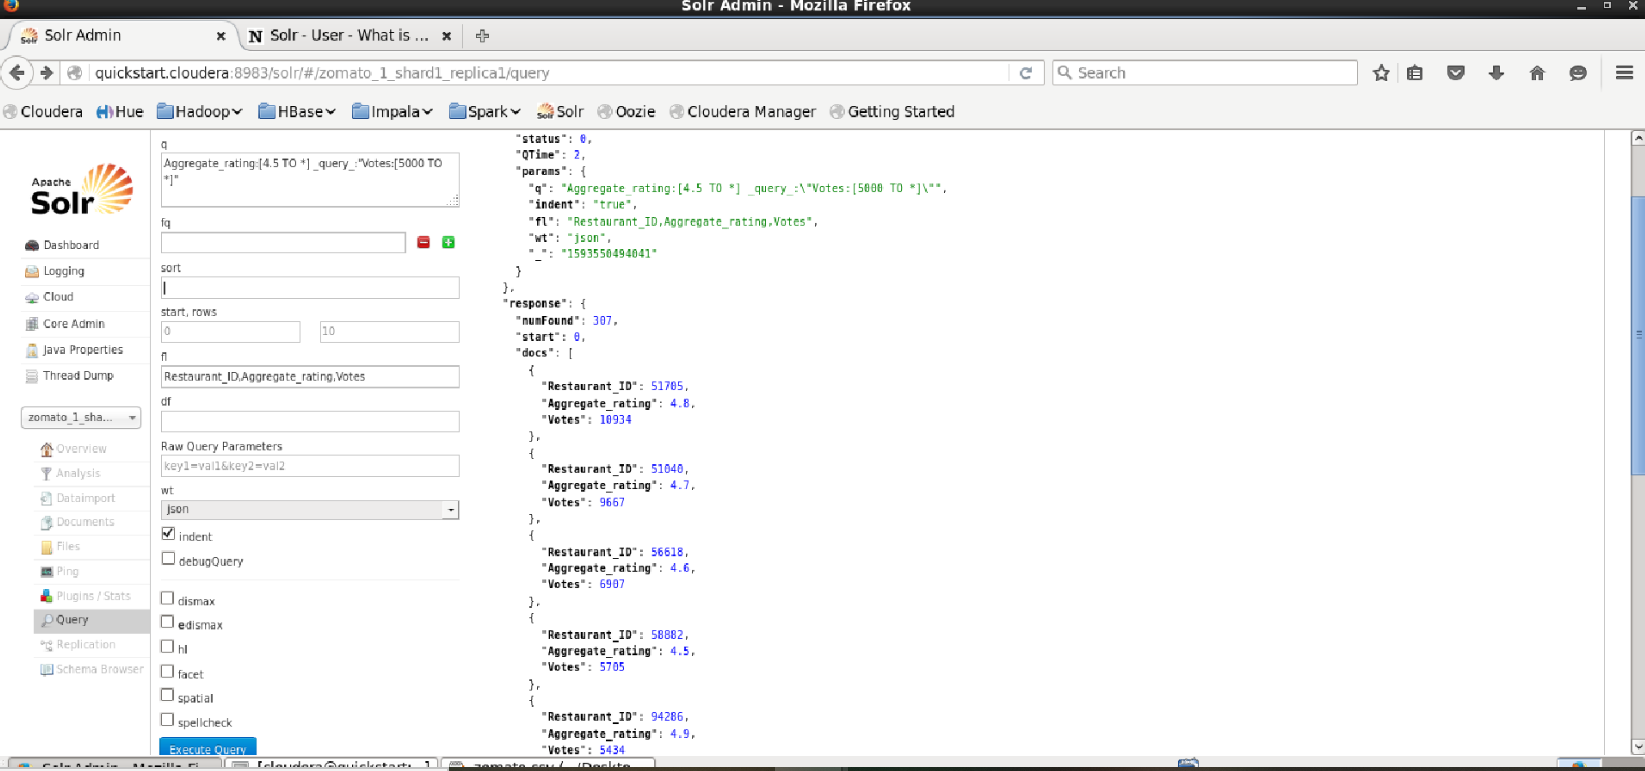 Solr Admin - Mozilla Firefox
Solr Admin
Solr - User - What is ...
quickstart.cloudera:8983/solr/#/zomato_1_shard1_replica1/query
Search
Cloudera Hue Hadoop HBase Impala Spark Solr Oozie Cloudera Manager Getting Started
Apache
Solr
Dashboard
Logging
Cloud
Core Admin
Java Properties
Thread Dump
zomato_1_sha...
Overview
Analysis
Dataimport
Documents
Files
Ping
Plugins / Stats
Query
Replication
Schema Browser
q
Aggregate_rating:[4.5 TO *] _query_:"Votes:[5000 TO
*]"
fq
sort
start, rows
0 10
fl
Restaurant_ID,Aggregate_rating,Votes
df
Raw Query Parameters
key1=val1&key2=val2
wt
json
indent
debugQuery
dismax
edismax
hl
facet
spatial
spellcheck
Execute Query
"status": 0,
"QTime": 2,
"params": {
"q": "Aggregate_rating:[4.5 TO *] _query_:\"Votes:[5000 TO *]\"",
"indent": "true",
"fl": "Restaurant_ID,Aggregate_rating,Votes",
"wt": "json",
"_": "1593550494041"
}
},
"response": {
"numFound": 307,
"start": 0,
"docs": [
{
"Restaurant_ID": 51705,
"Aggregate_rating": 4.8,
"Votes": 10934
},
{
"Restaurant_ID": 51040,
"Aggregate_rating": 4.7,
"Votes": 9667
},
{
"Restaurant_ID": 56618,
"Aggregate_rating": 4.6,
"Votes": 6907
},
{
"Restaurant_ID": 58882,
"Aggregate_rating": 4.5,
"Votes": 5705
},
{
"Restaurant_ID": 94286,
"Aggregate_rating": 4.9,
"Votes": 5434
Solr Admin - Mozilla Fi...
[cloudera@quickstart:...]
zomato.csv (~/Deskto...